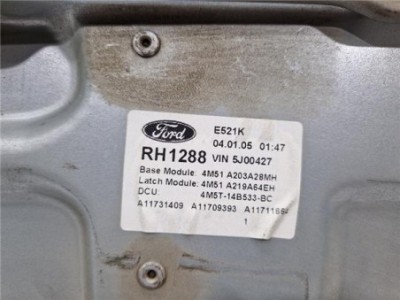 Ford
E521K
04.01.05 01:47
RH1288 VIN 5J00427
Base Module: 4M51 A203A28MH
Latch Module: 4M51 A219A64EH
DCU: 4M5T-14B533-BC
A11731409 A11709393
1